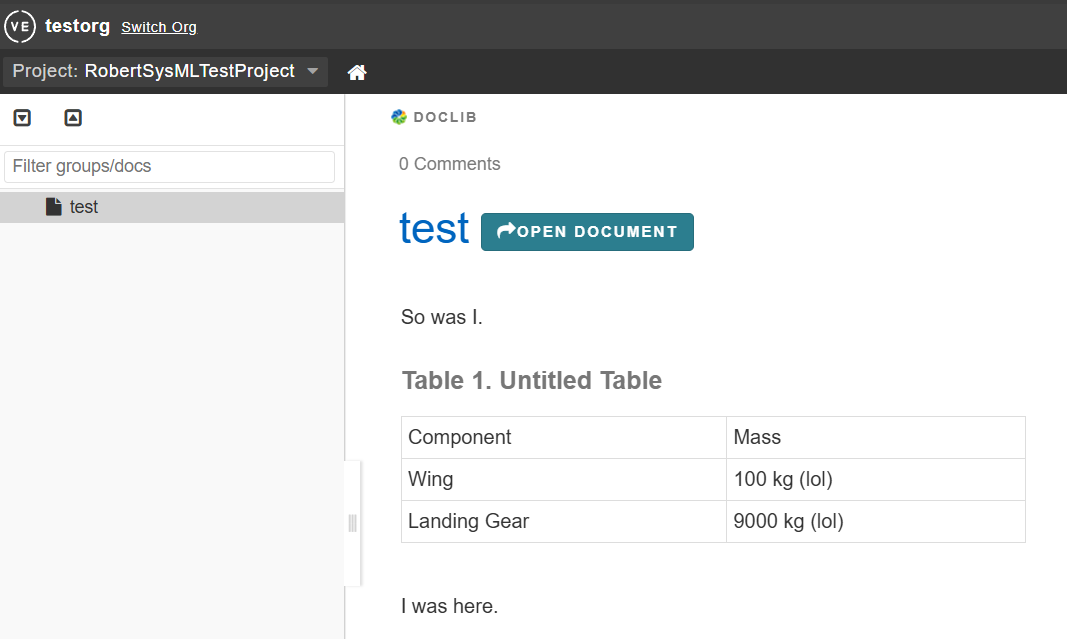 VE testorg Switch Org
Project: RobertSysMLTestProject
DOCLIB
Filter groups/docs
0 Comments
test
test OPEN DOCUMENT
So was I.
Table 1. Untitled Table
Component Mass
Wing 100 kg (lol)
Landing Gear 9000 kg (lol)
I was here.